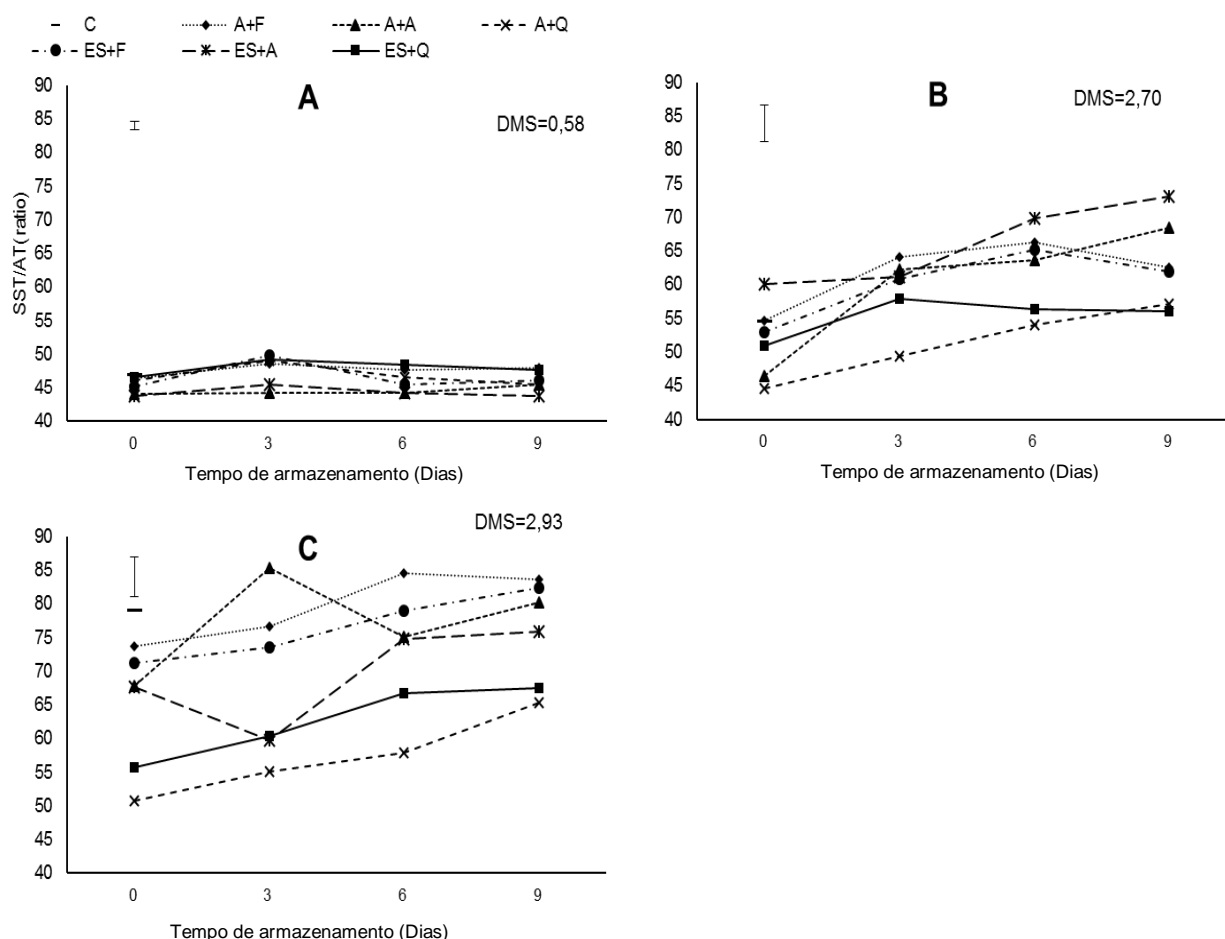 C A+F A+A A+Q
ES+F ES+A ES+Q
A
DMS=0,58
SST/AT(ratio)
90
85
80
75
70
65
60
55
50
45
40
0 3 6 9
Tempo de armazenamento (Dias)
B
DMS=2,70
90
85
80
75
70
65
60
55
50
45
40
0 3 6 9
Tempo de armazenamento (Dias)
C
DMS=2,93
90
85
80
75
70
65
60
55
50
45
40
0 3 6 9
Tempo de armazenamento (Dias)